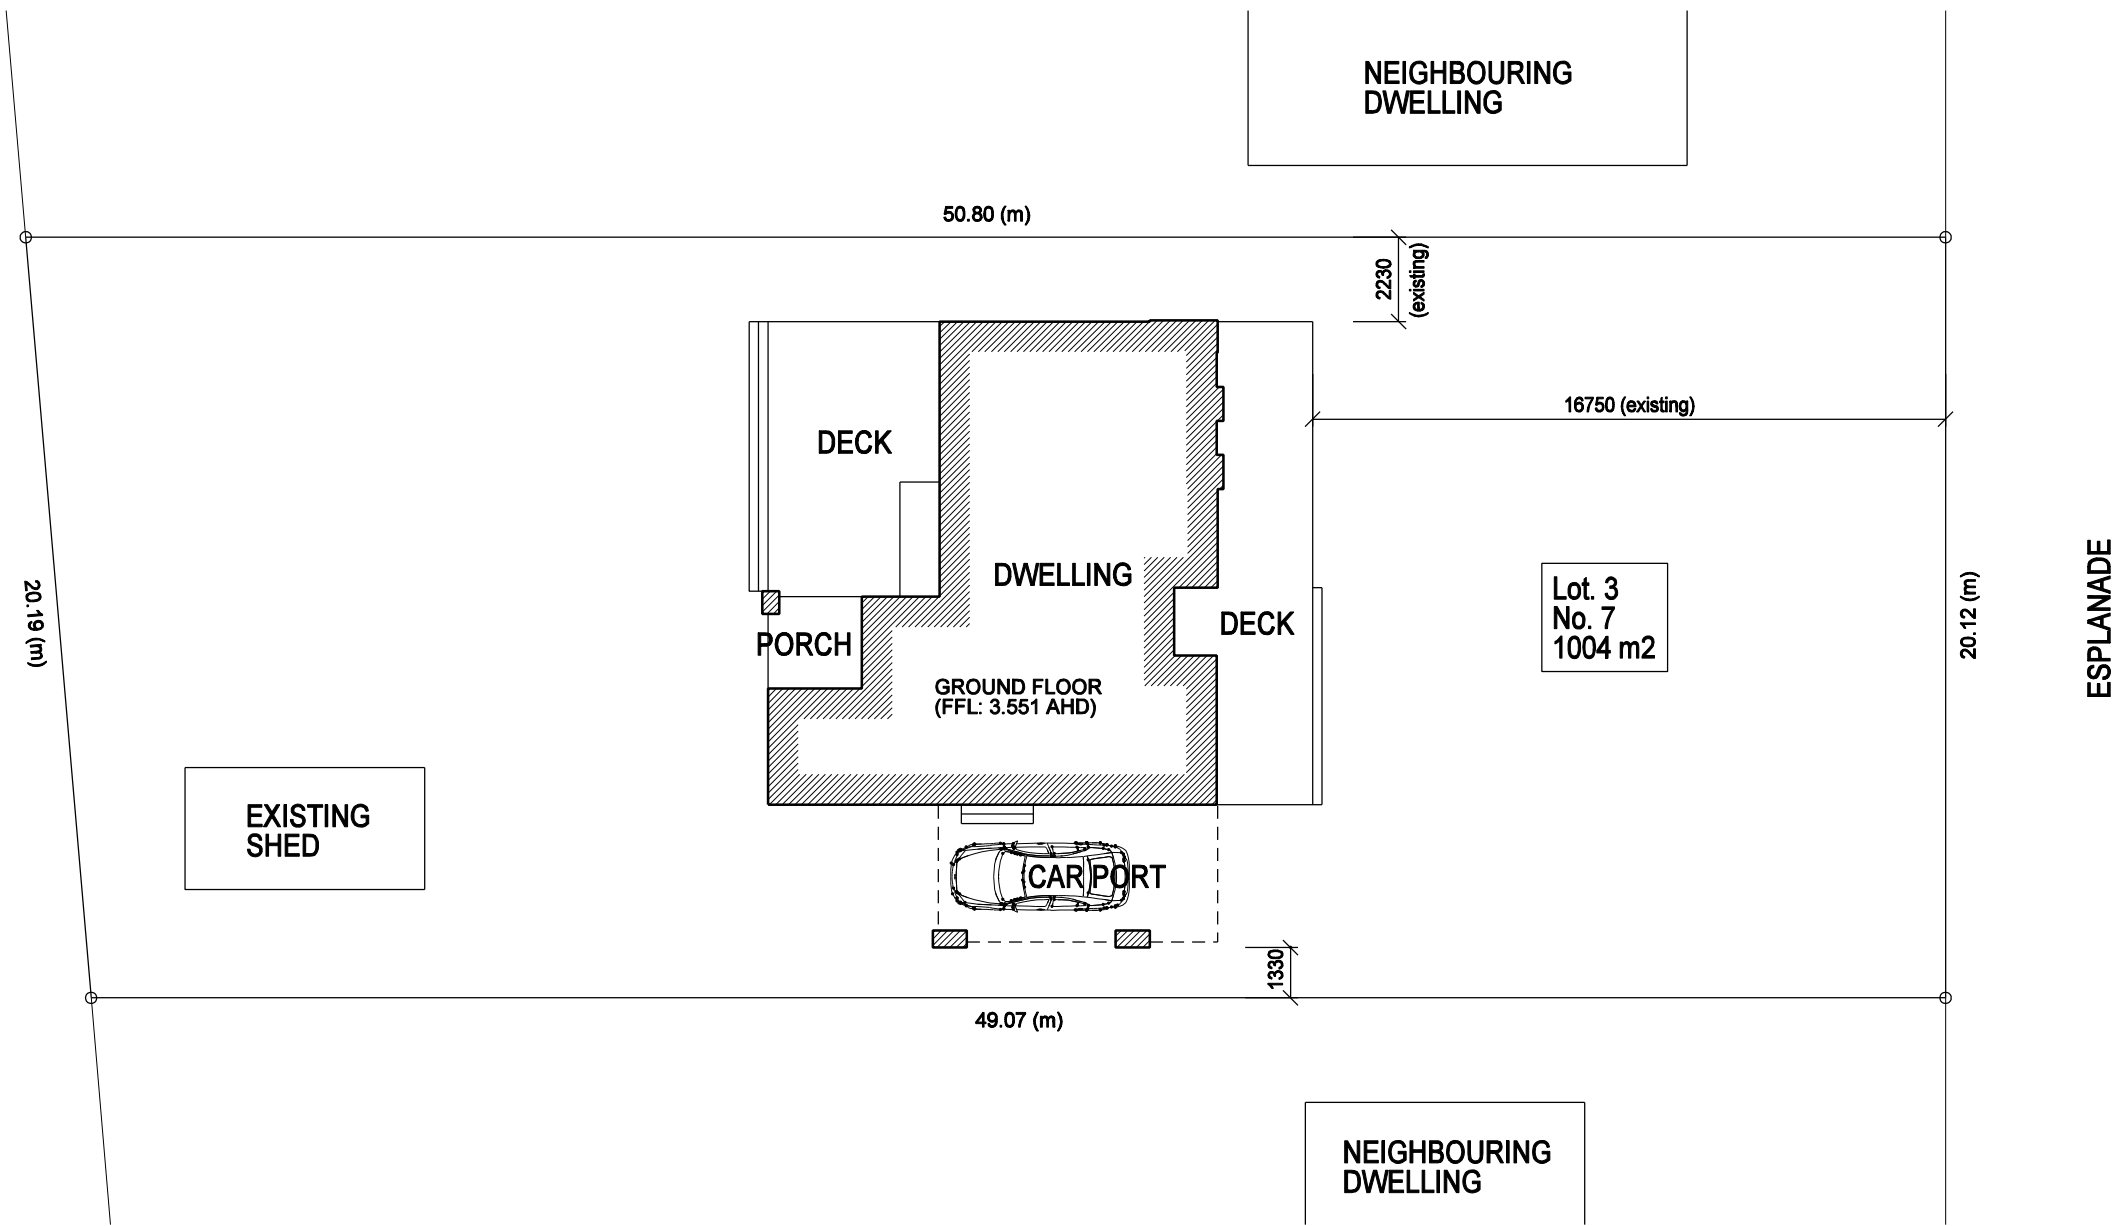 NEIGHBOURING
DWELLING
50.80 (m)
2230
(existing)
16750 (existing)
DECK
DWELLING
DECK
PORCH
GROUND FLOOR
(FFL: 3.551 AHD)
Lot. 3
No. 7
1004 m2
20.19 (m)
20.12 (m)
ESPLANADE
EXISTING
SHED
CAR PORT
1330
49.07 (m)
NEIGHBOURING
DWELLING